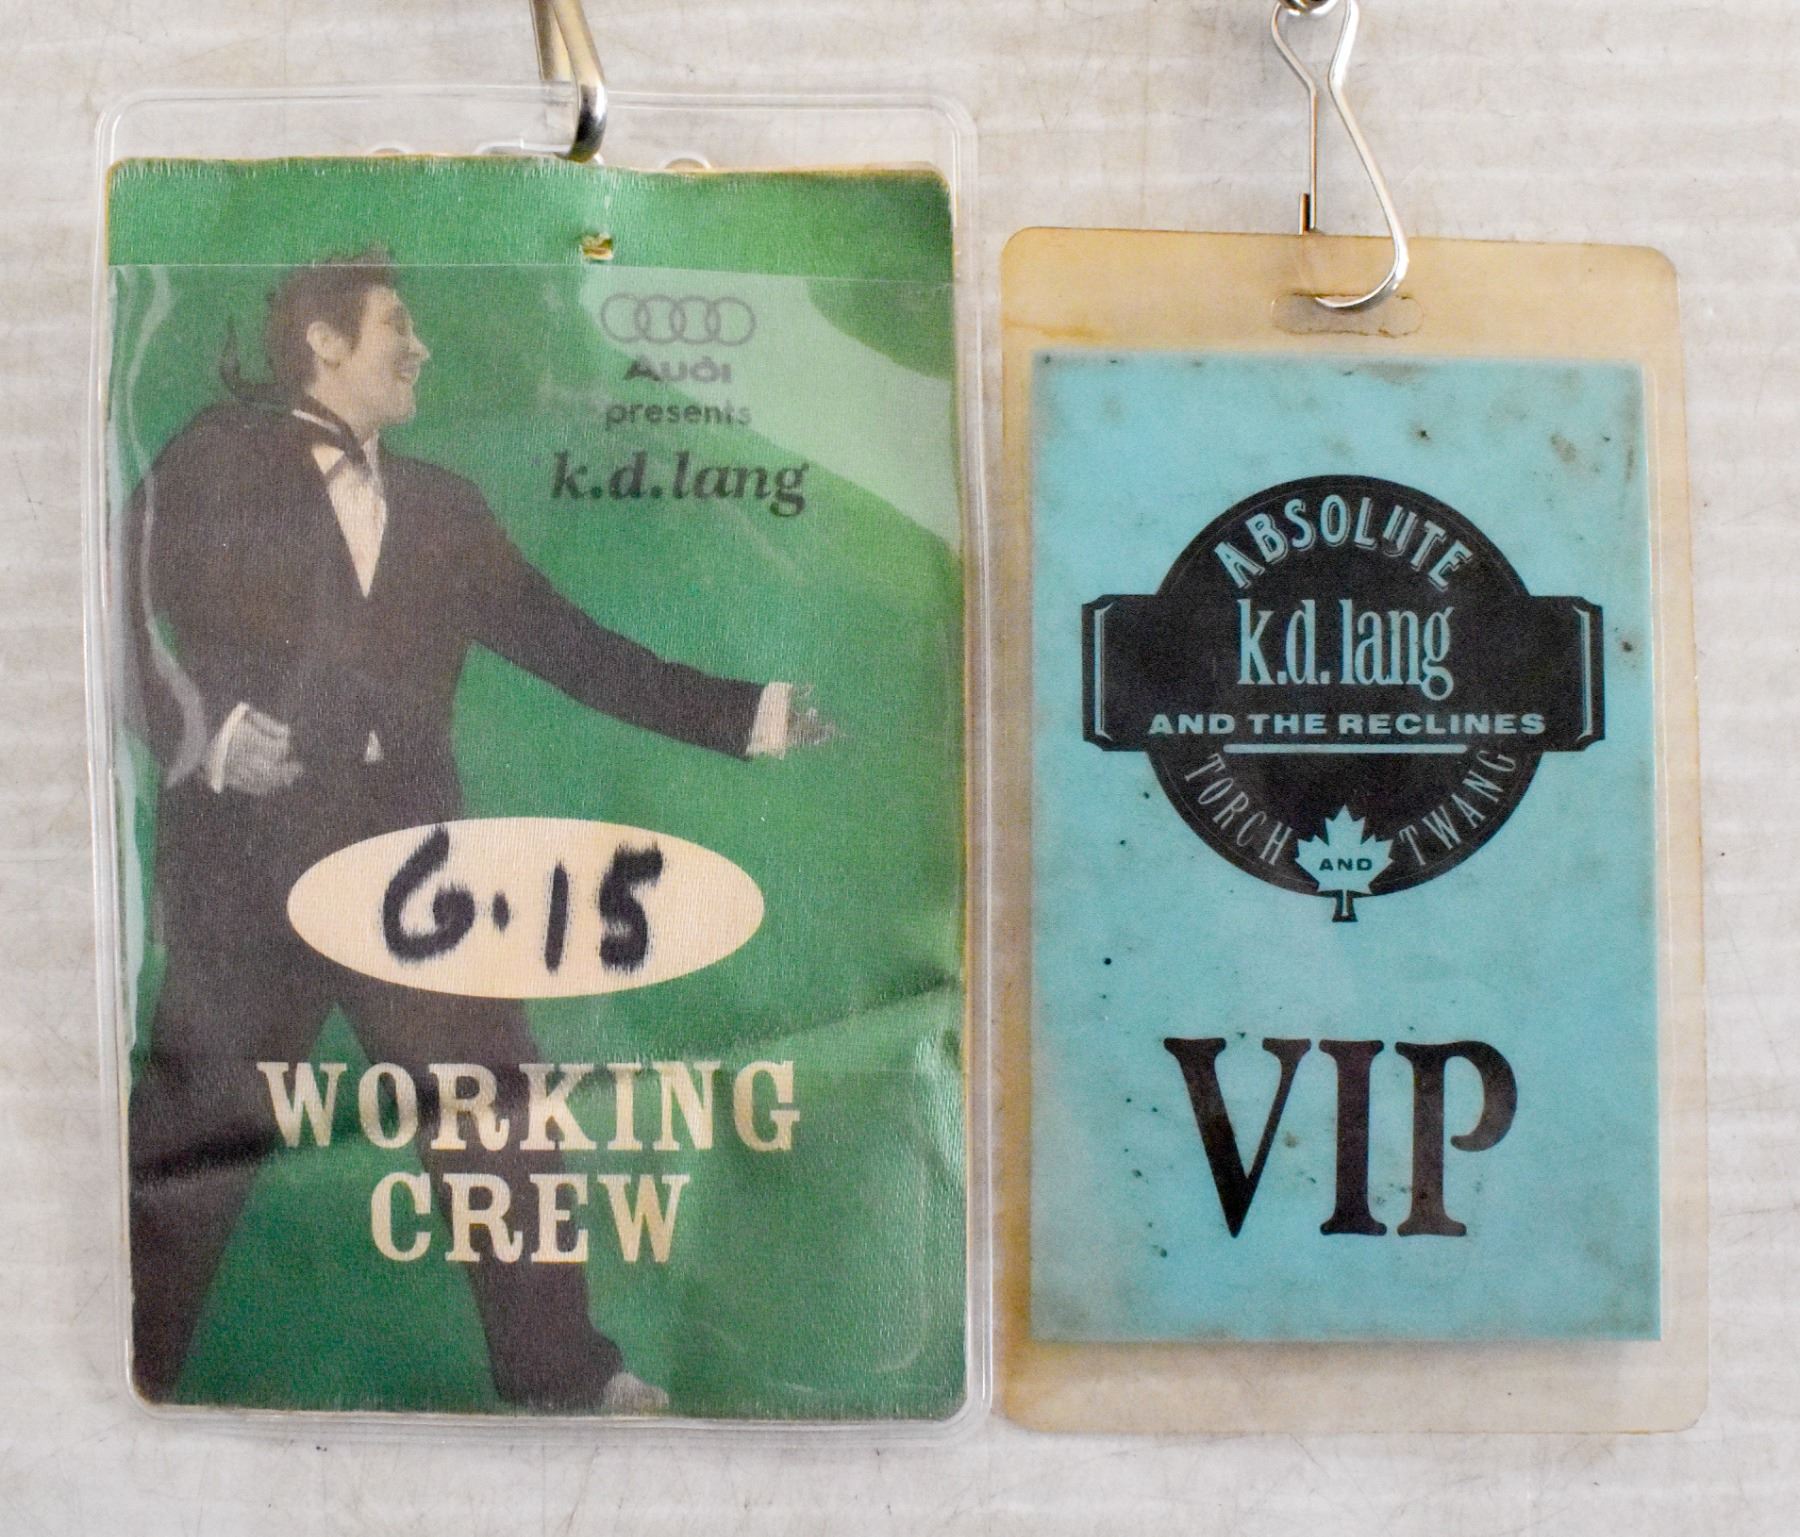 Audi
presents
k.d.lang
6·15
WORKING
CREW
ABSOLUTE
k.d. lang
AND THE RECLINES
TORCH AND TWANG
VIP